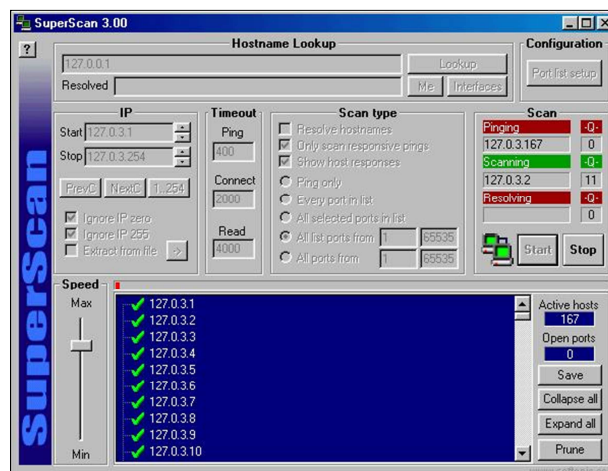 SuperScan 3.00
?
Hostname Lookup
127.0.0.1
Lookup
Resolved
Me
Interfaces
Configuration
Port list setup
IP
Start 127.0.3.1
Stop 127.0.3.254
PrevC
NextC
1..254
Ignore IP zero
Ignore IP 255
Extract from file
->
Timeout
Ping
400
Connect
2000
Read
4000
Scan type
Resolve hostnames
Only scan responsive pings
Show host responses
Ping only
Every port in list
All selected ports in list
All list ports from 1 65535
All ports from 1 65535
Scan
Pinging -Q-
127.0.3.167 0
Scanning -Q-
127.0.3.2 11
Resolving -Q-
0
Start
Stop
SuperScan
Speed
Max
Min
127.0.3.1
127.0.3.2
127.0.3.3
127.0.3.4
127.0.3.5
127.0.3.6
127.0.3.7
127.0.3.8
127.0.3.9
127.0.3.10
Active hosts
167
Open ports
0
Save
Collapse all
Expand all
Prune